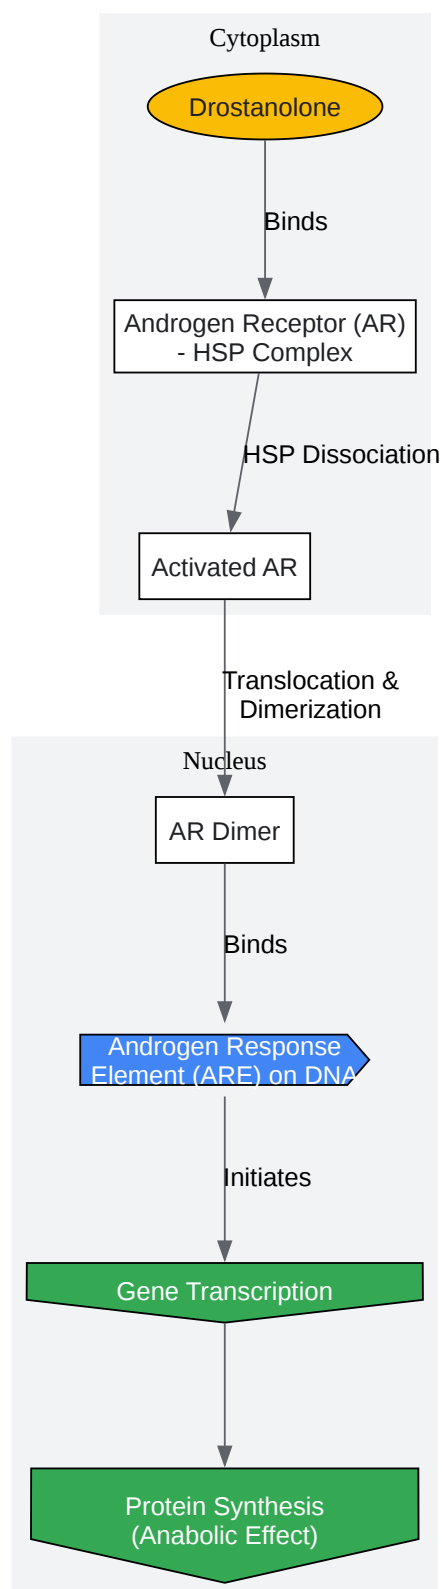 Cytoplasm
Drostanolone
Binds
Androgen Receptor (AR)
- HSP Complex
HSP Dissociation
Activated AR
Translocation &
Dimerization
Nucleus
AR Dimer
Binds
Androgen Response
Element (ARE) on DNA
Initiates
Gene Transcription
Protein Synthesis
(Anabolic Effect)